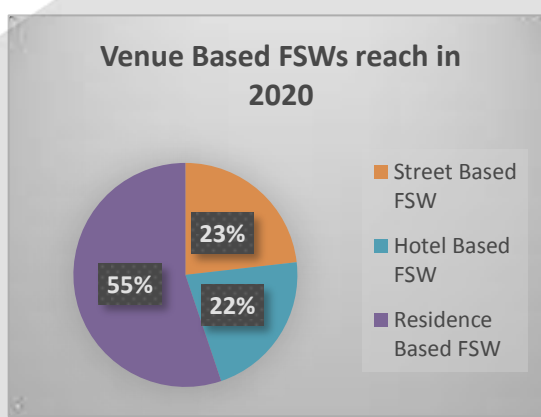 Venue Based FSWs reach in
2020
23%
55%
22%
Street Based
FSW
Hotel Based
FSW
Residence
Based FSW